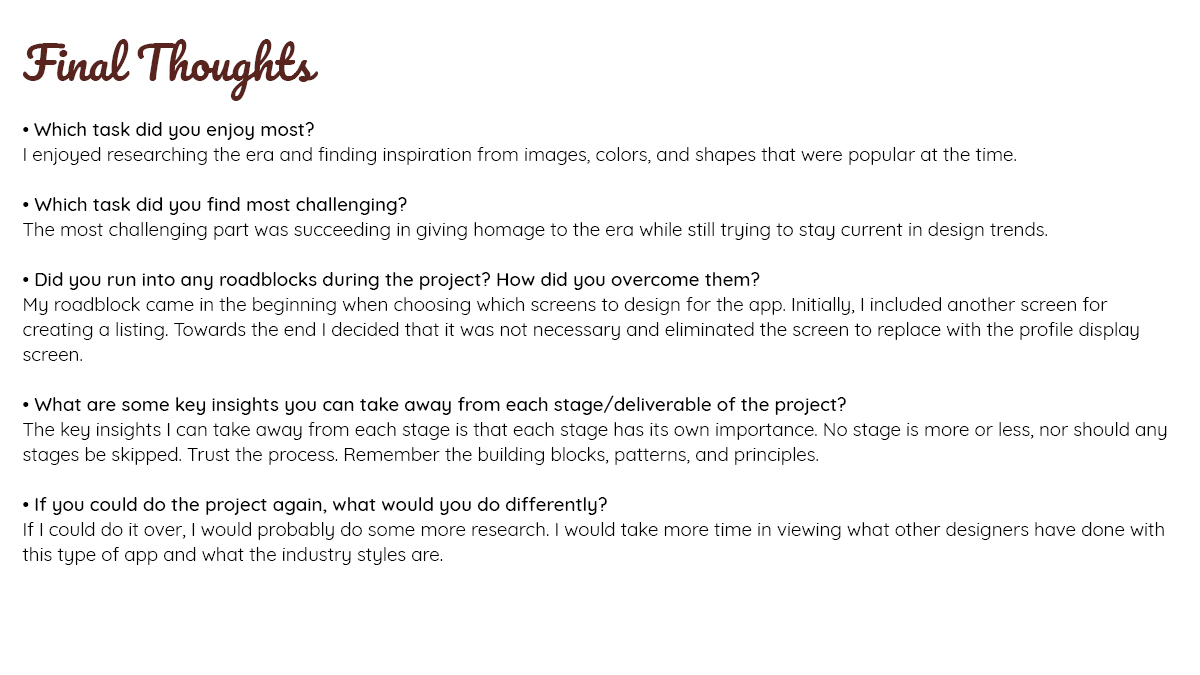 Final Thoughts
• Which task did you enjoy most?
I enjoyed researching the era and finding inspiration from images, colors, and shapes that were popular at the time.
• Which task did you find most challenging?
The most challenging part was succeeding in giving homage to the era while still trying to stay current in design trends.
• Did you run into any roadblocks during the project? How did you overcome them?
My roadblock came in the beginning when choosing which screens to design for the app. Initially, I included another screen for
creating a listing. Towards the end I decided that it was not necessary and eliminated the screen to replace with the profile display
screen.
• What are some key insights you can take away from each stage/deliverable of the project?
The key insights I can take away from each stage is that each stage has its own importance. No stage is more or less, nor should any
stages be skipped. Trust the process. Remember the building blocks, patterns, and principles.
• If you could do the project again, what would you do differently?
If I could do it over, I would probably do some more research. I would take more time in viewing what other designers have done with
this type of app and what the industry styles are.